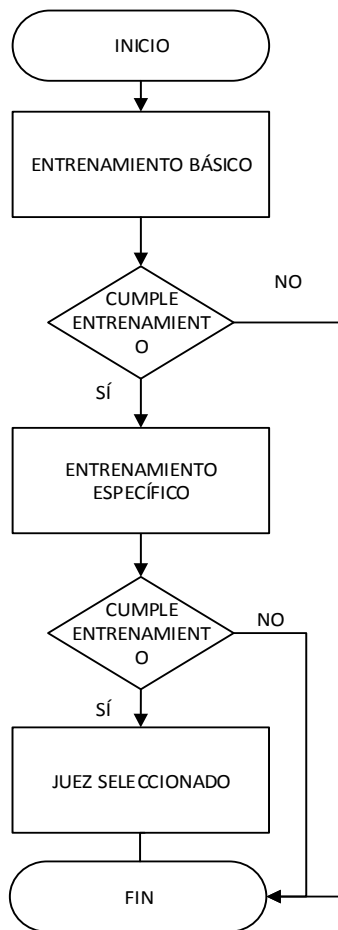 INICIO
ENTRENAMIENTO BÁSICO
CUMPLE
ENTRENAMIENT
O
NO
SÍ
ENTRENAMIENTO
ESPECÍFICO
CUMPLE
ENTRENAMIENT
O
NO
SÍ
JUEZ SELECCIONADO
FIN